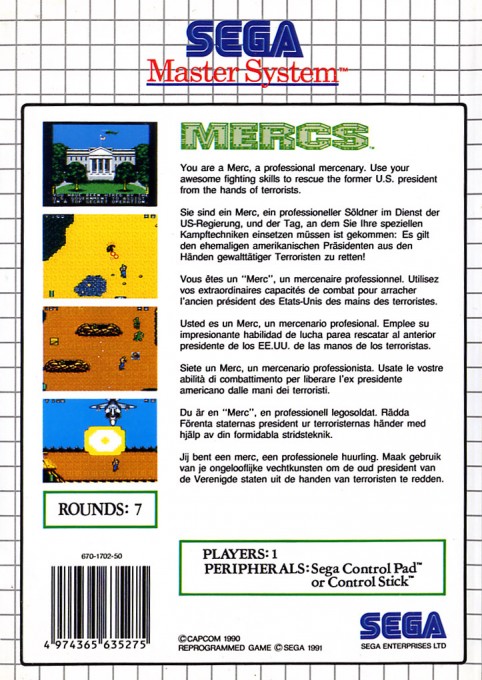 SEGA
Master System™
MERCS™
You are a Merc, a professional mercenary. Use your
awesome fighting skills to rescue the former U.S. president
from the hands of terrorists.
Sie sind ein Merc, ein professioneller Söldner im Dienst der
US-Regierung, und der Tag, an dem Sie Ihre speziellen
Kampftechniken einsetzen müssen ist gekommen: Es gilt
den ehemaligen amerikanischen Präsidenten aus den
Händen gewalttätiger Terroristen zu retten!
Vous êtes un "Merc", un mercenaire professionnel. Utilisez
vos extraordinaires capacités de combat pour arracher
l'ancien président des Etats-Unis des mains des terroristes.
Usted es un Merc, un mercenario profesional. Emplee su
impresionante habilidad de lucha parea rescatar al anterior
presidente de los EE.UU. de las manos de los terroristas.
Siete un Merc, un mercenario professionista. Usate le vostre
abilità di combattimento per liberare l'ex presidente
americano dalle mani dei terroristi.
Du är en "Merc", en professionell legosoldat. Rädda
Förenta staternas president ur terroristernas händer med
hjälp av din formidabla stridsteknik.
Jij bent een merc, een professionele huurling. Maak gebruik
van je ongelooflijke vechtkunsten om de oud president van
de Verenigde staten uit de handen van terroristen te redden.
ROUNDS: 7
670-1702-50
4 974365 635275
PLAYERS: 1
PERIPHERALS: Sega Control Pad™
or Control Stick™
©CAPCOM 1990
REPROGRAMMED GAME ©SEGA 1991
SEGA
SEGA ENTERPRISES LTD